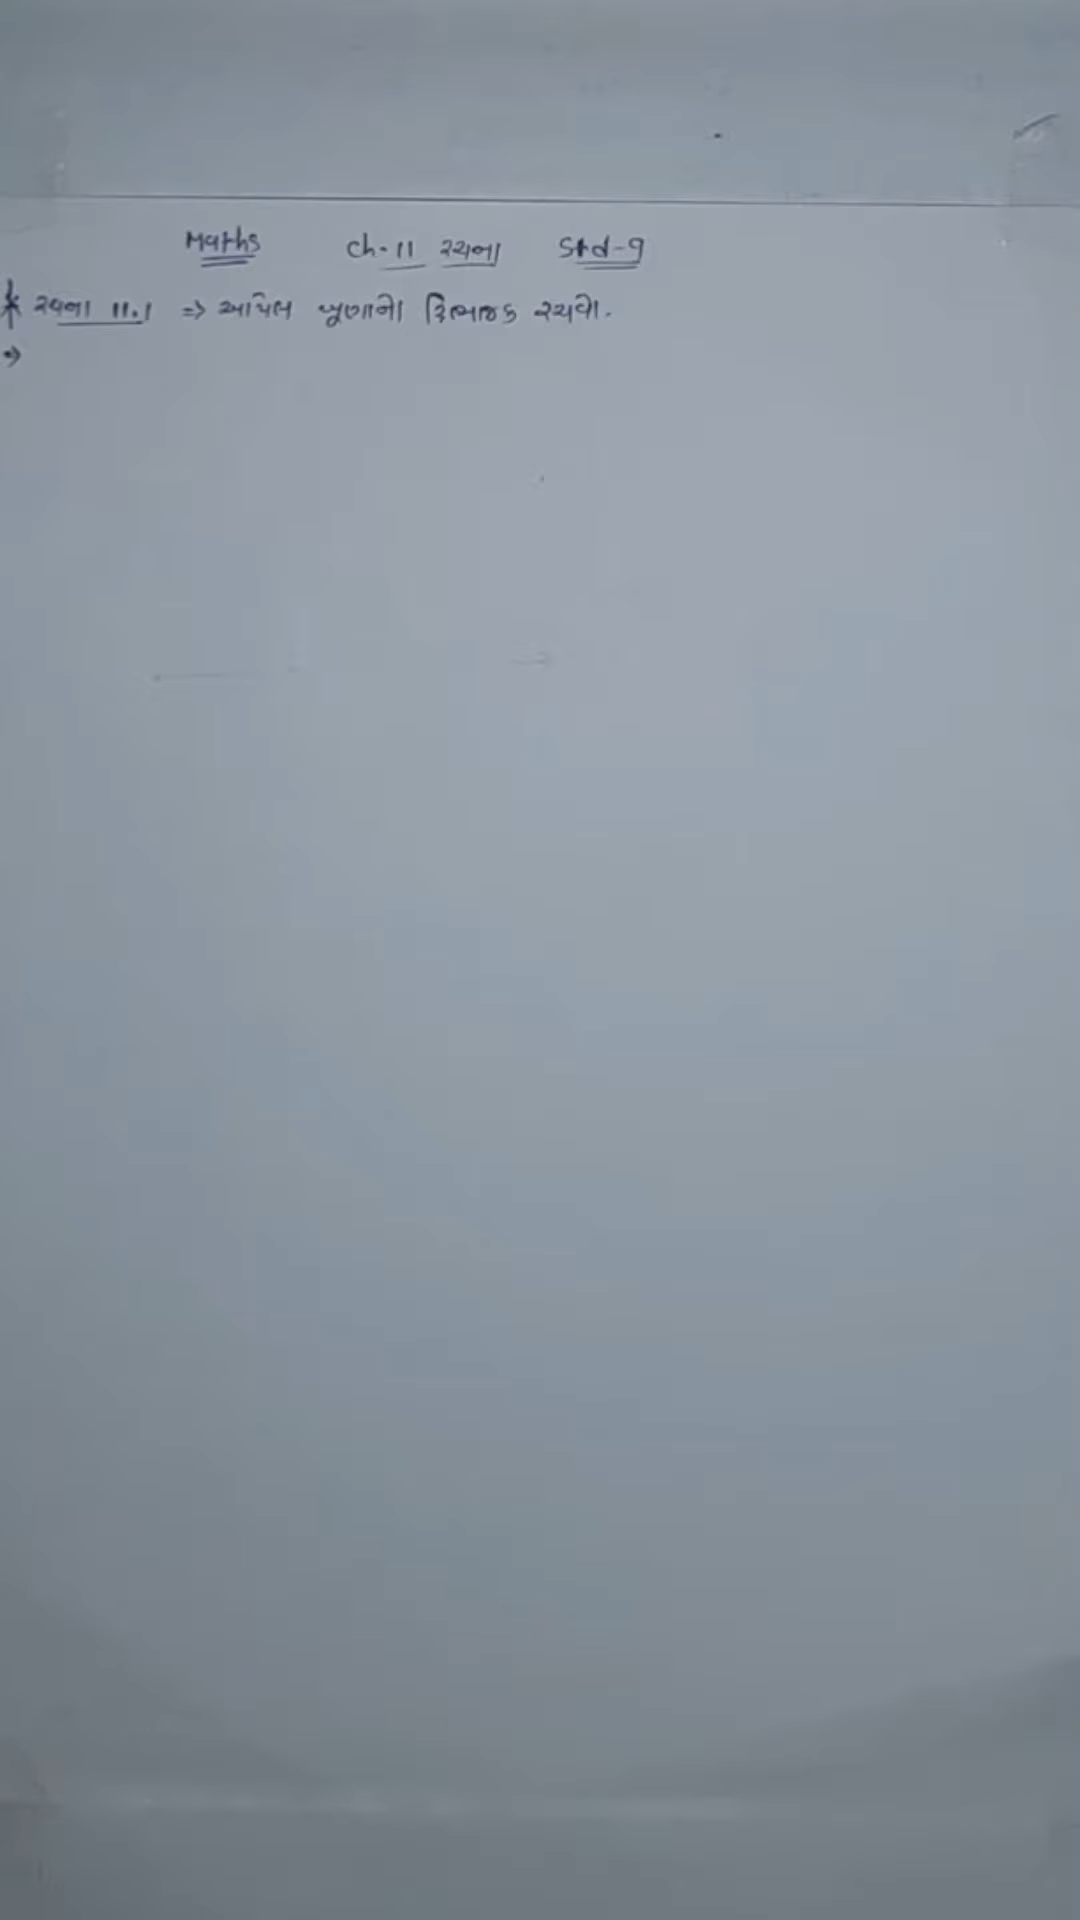 Maths ch-11 રચના Std-9
* રચના 11.1 => આપેલ ખૂણાનો દ્વિભાજક રચવો.
=>